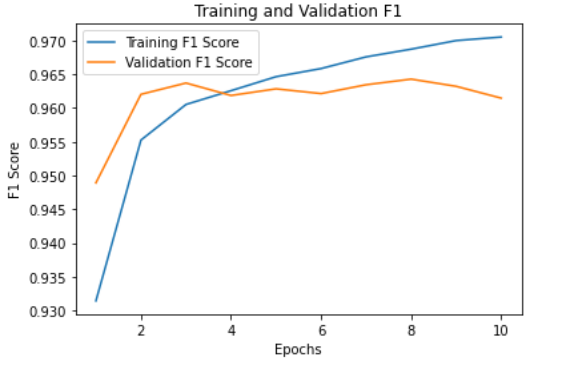 Training and Validation F1
Training F1 Score
Validation F1 Score
0.970
0.965
0.960
0.955
0.950
0.945
0.940
0.935
0.930
F1 Score
2 4 6 8 10
Epochs